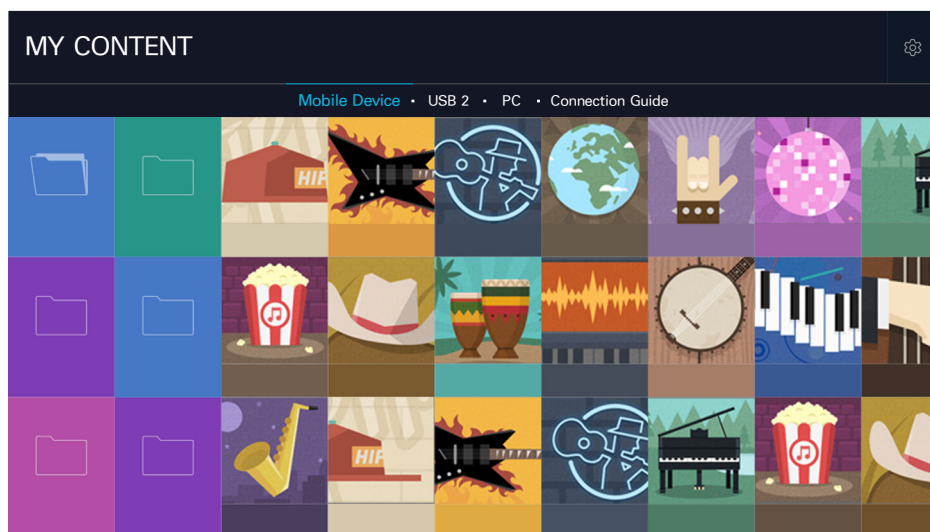 MY CONTENT
Mobile Device • USB 2 • PC • Connection Guide
HIP
HIP